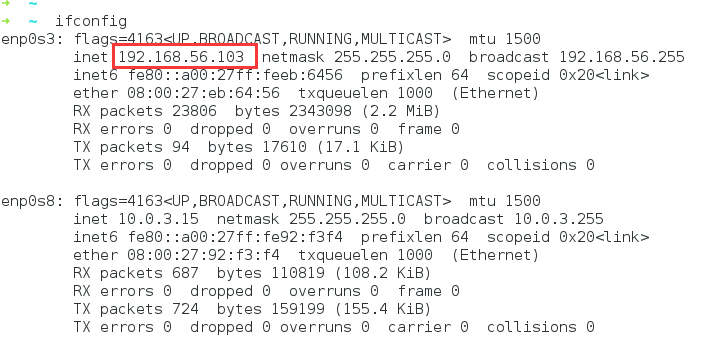 ➜  ~
➜  ~  ifconfig
enp0s3: flags=4163<UP,BROADCAST,RUNNING,MULTICAST>  mtu 1500
        inet 192.168.56.103  netmask 255.255.255.0  broadcast 192.168.56.255
        inet6 fe80::a00:27ff:feeb:6456  prefixlen 64  scopeid 0x20<link>
        ether 08:00:27:eb:64:56  txqueuelen 1000  (Ethernet)
        RX packets 23806  bytes 2343098 (2.2 MiB)
        RX errors 0  dropped 0  overruns 0  frame 0
        TX packets 94  bytes 17610 (17.1 KiB)
        TX errors 0  dropped 0 overruns 0  carrier 0  collisions 0
enp0s8: flags=4163<UP,BROADCAST,RUNNING,MULTICAST>  mtu 1500
        inet 10.0.3.15  netmask 255.255.255.0  broadcast 10.0.3.255
        inet6 fe80::a00:27ff:fe92:f3f4  prefixlen 64  scopeid 0x20<link>
        ether 08:00:27:92:f3:f4  txqueuelen 1000  (Ethernet)
        RX packets 687  bytes 110819 (108.2 KiB)
        RX errors 0  dropped 0  overruns 0  frame 0
        TX packets 724  bytes 159199 (155.4 KiB)
        TX errors 0  dropped 0 overruns 0  carrier 0  collisions 0